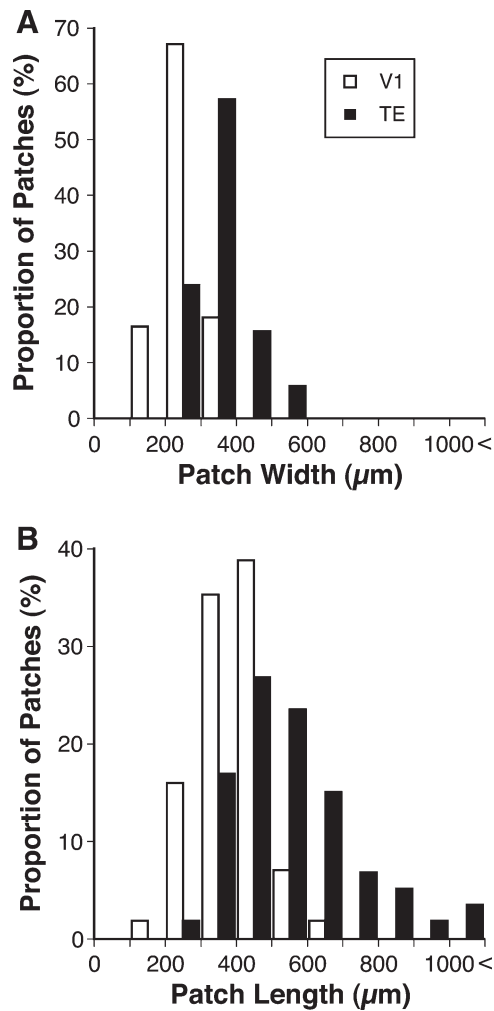 A
70
60
50
40
30
20
10
0
Proportion of Patches (%)
V1
TE
0 200 400 600 800 1000<
Patch Width (µm)
B
40
30
20
10
0
Proportion of Patches (%)
0 200 400 600 800 1000<
Patch Length (µm)